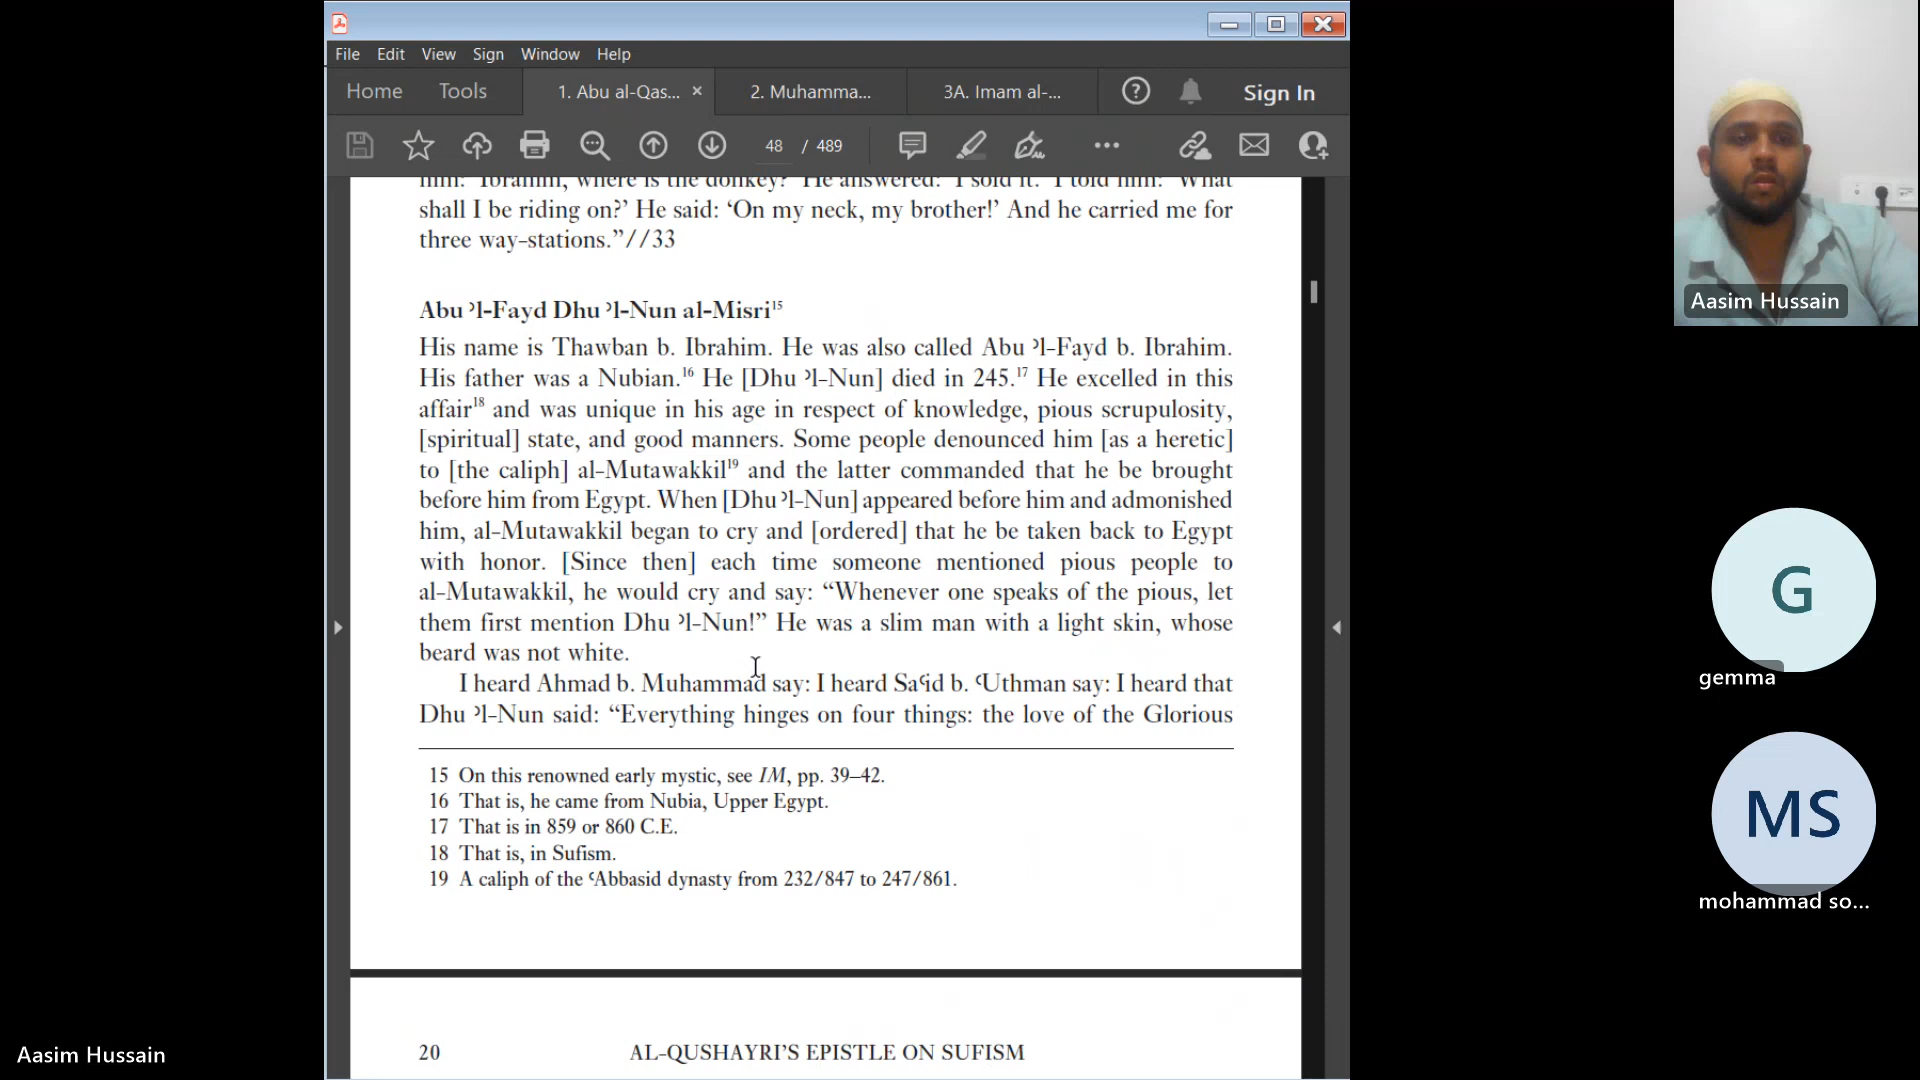 File Edit View Sign Window Help
Home Tools 1. Abu al-Qas... × 2. Muhamma... 3A. Imam al-... Sign In
48 / 489
him: ‘Ibrahim, where is the donkey?’ He answered: ‘I sold it.’ I told him: ‘What
shall I be riding on?’ He said: ‘On my neck, my brother!’ And he carried me for
three way-stations.”//33
Abu ʾl-Fayd Dhu ʾl-Nun al-Misri15
His name is Thawban b. Ibrahim. He was also called Abu ʾl-Fayd b. Ibrahim.
His father was a Nubian.16 He [Dhu ʾl-Nun] died in 245.17 He excelled in this
affair18 and was unique in his age in respect of knowledge, pious scrupulosity,
[spiritual] state, and good manners. Some people denounced him [as a heretic]
to [the caliph] al-Mutawakkil19 and the latter commanded that he be brought
before him from Egypt. When [Dhu ʾl-Nun] appeared before him and admonished
him, al-Mutawakkil began to cry and [ordered] that he be taken back to Egypt
with honor. [Since then] each time someone mentioned pious people to
al-Mutawakkil, he would cry and say: “Whenever one speaks of the pious, let
them first mention Dhu ʾl-Nun!” He was a slim man with a light skin, whose
beard was not white.
I heard Ahmad b. Muhammad say: I heard Saʿid b. ʿUthman say: I heard that
Dhu ʾl-Nun said: “Everything hinges on four things: the love of the Glorious
15 On this renowned early mystic, see IM, pp. 39–42.
16 That is, he came from Nubia, Upper Egypt.
17 That is in 859 or 860 C.E.
18 That is, in Sufism.
19 A caliph of the ʿAbbasid dynasty from 232/847 to 247/861.
20 AL-QUSHAYRI’S EPISTLE ON SUFISM
Aasim Hussain
G
gemma
MS
mohammad so...
Aasim Hussain